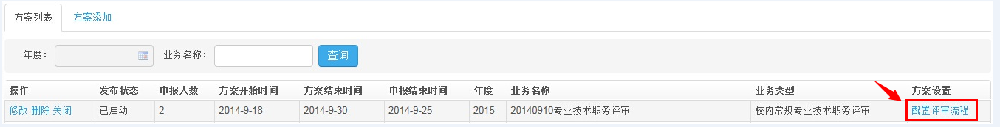 方案列表 方案添加
年度： 业务名称： 查询
操作 发布状态 申报人数 方案开始时间 方案结束时间 申报结束时间 年度 业务名称 业务类型 方案设置
修改 删除 关闭 已启动 2 2014-9-18 2014-9-30 2014-9-25 2015 20140910专业技术职务评审 校内常规专业技术职务评审 配置评审流程